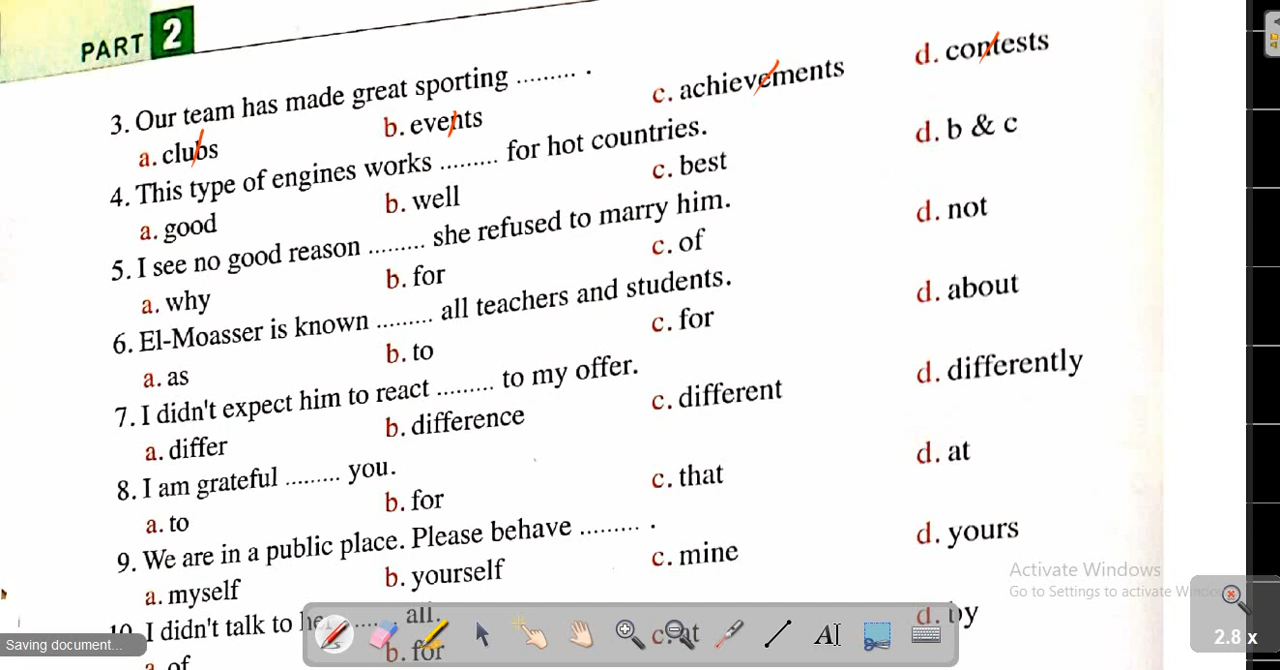 PART 2
3. Our team has made great sporting ......... .
a. clubs b. events c. achievements d. contests
4. This type of engines works ......... for hot countries.
a. good b. well c. best d. b & c
5. I see no good reason ......... she refused to marry him.
a. why b. for c. of d. not
6. El-Moasser is known ......... all teachers and students.
a. as b. to c. for d. about
7. I didn't expect him to react ......... to my offer.
a. differ b. difference c. different d. differently
8. I am grateful ......... you.
a. to b. for c. that d. at
9. We are in a public place. Please behave ......... .
a. myself b. yourself c. mine d. yours
10. I didn't talk to ........ all.
a. of b. for c. at d. by
Activate Windows
Go to Settings to activate
Saving document...
AI
2.8 x